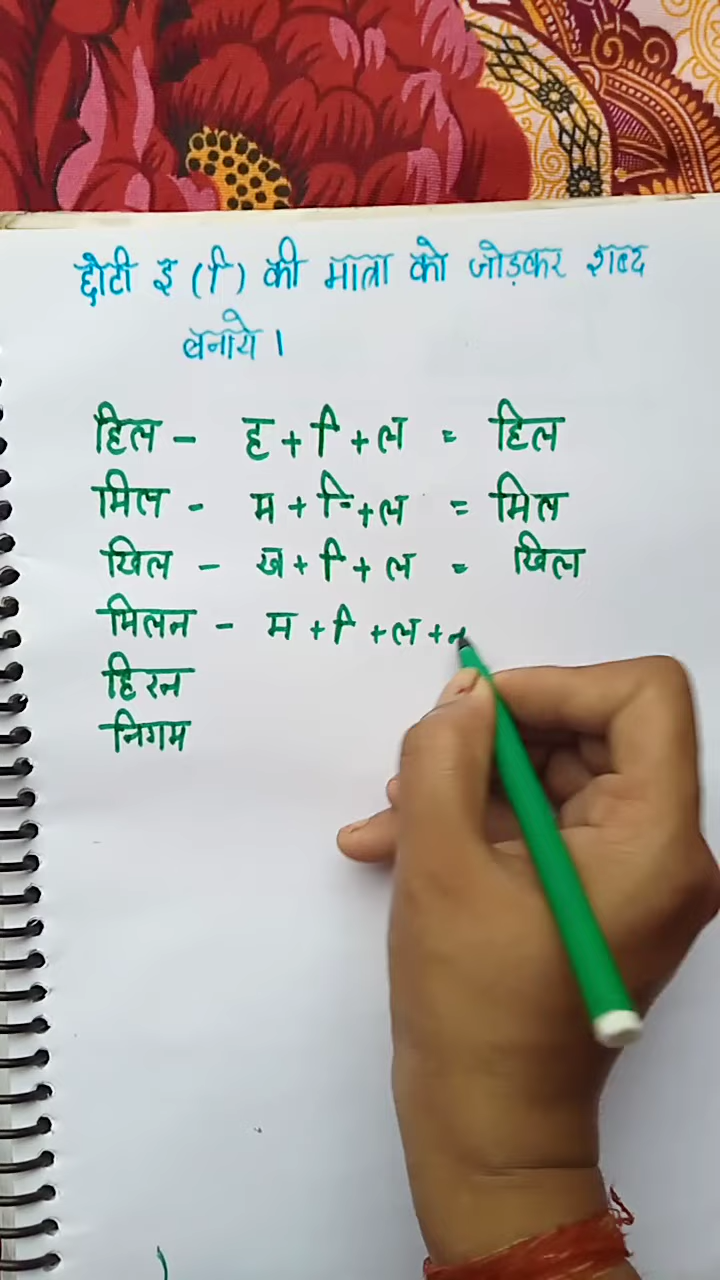 छोटी इ (ि) की मात्रा को जोड़कर शब्द
बनाये।
हिल - ह + ि + ल = हिल
मिल - म + ि + ल = मिल
खिल - ख + ि + ल = खिल
मिलन - म + ि + ल + न
हिरन
निगम